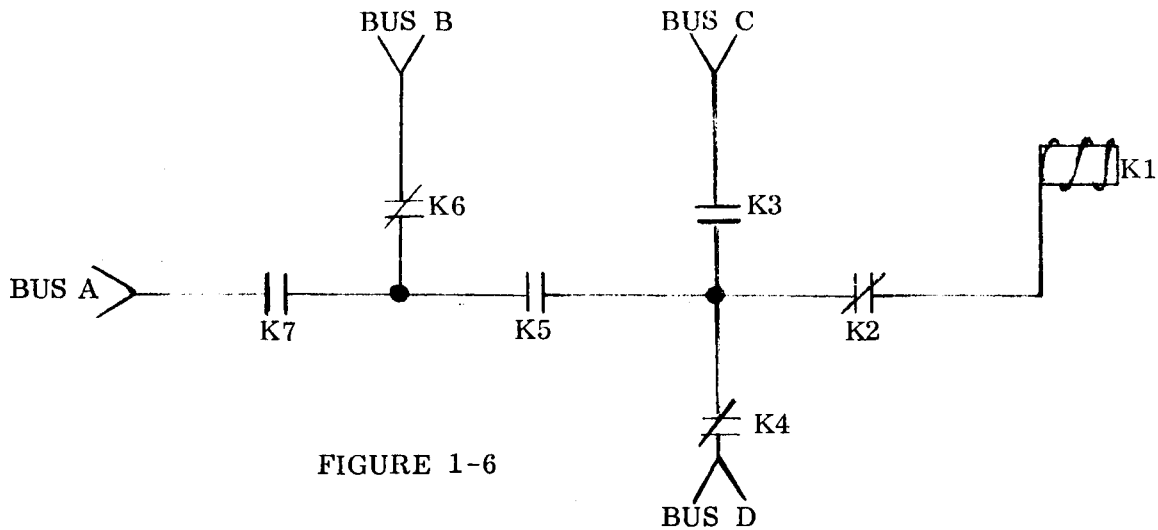 BUS B
BUS C
K1
K6
K3
BUS A
K7
K5
K2
K4
FIGURE 1-6
BUS D